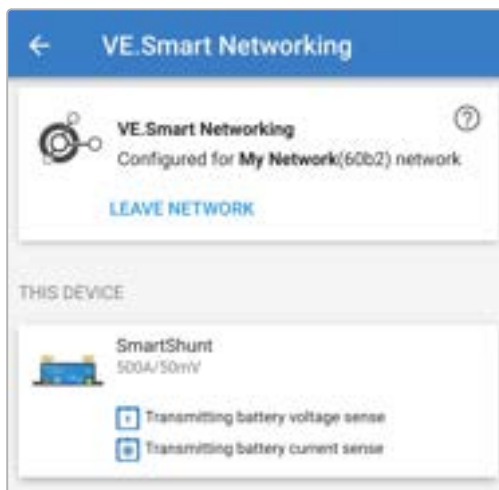 VE.Smart Networking
VE.Smart Networking
Configured for My Network(60b2) network
LEAVE NETWORK
THIS DEVICE
SmartShunt
500A/50mV
Transmitting battery voltage sense
Transmitting battery current sense